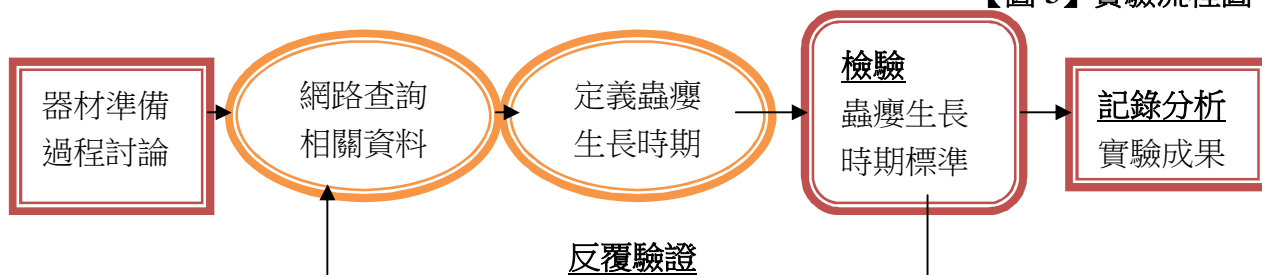 【圖 3】實驗流程圖
器材準備
過程討論
網路查詢
相關資料
定義蟲癭
生長時期
檢驗
蟲癭生長
時期標準
記錄分析
實驗成果
反覆驗證